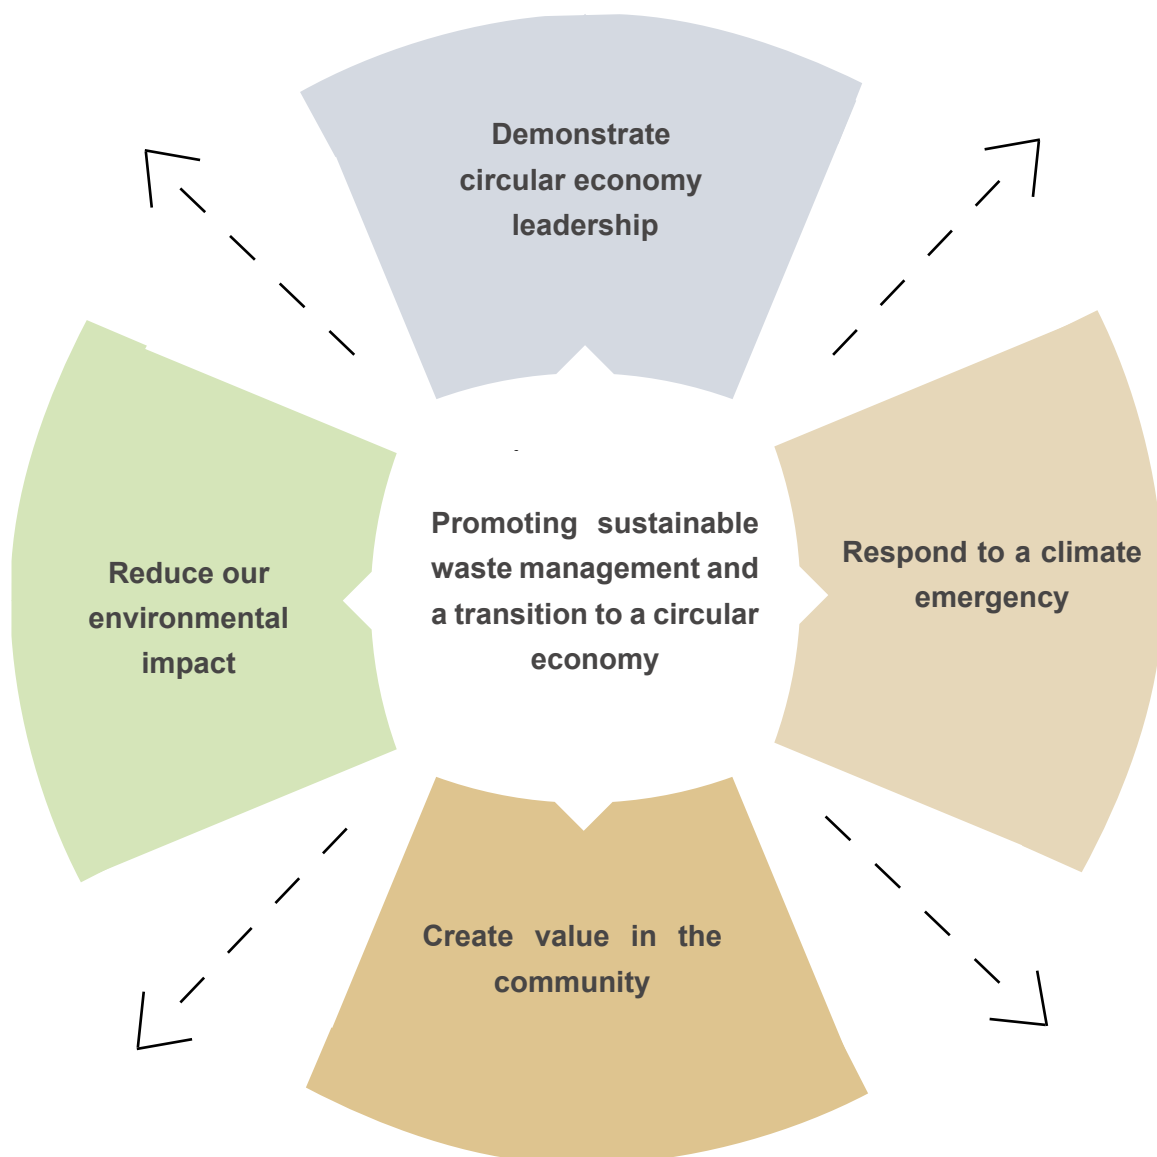 Demonstrate
circular economy
leadership
Promoting sustainable
waste management and
a transition to a circular
economy
Respond to a climate
emergency
Reduce our
environmental
impact
Create value in the
community